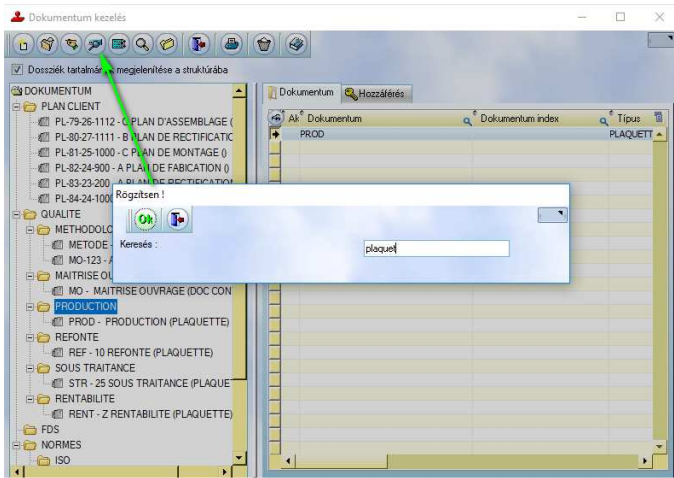 Dokumentum kezelés
Dossziék tartalmának megjelenítése a struktúrába
DOKUMENTUM
PLAN CLIENT
PL-79-26-1112 - C PLAN D'ASSEMBLAGE (
PL-80-27-1111 - B PLAN DE RECTIFICATIC
PL-81-25-1000 - C PLAN DE MONTAGE ()
PL-82-24-900 - A PLAN DE FABICATION ()
PL-83-23-200 - A PLAN DE RECTIFICATION
PL-84-24-1000
QUALITE
METHODOLO
METODE -
MO-123 - A
MAITRISE OU
MO - MAITRISE OUVRAGE (DOC CON
PRODUCTION
PROD - PRODUCTION (PLAQUETTE)
REFONTE
REF - 10 REFONTE (PLAQUETTE)
SOUS TRAITANCE
STR - 25 SOUS TRAITANCE (PLAQUE
RENTABILITE
RENT - Z RENTABILITE (PLAQUETTE)
FDS
NORMES
ISO
Dokumentum Hozzáférés
Ak Dokumentum Dokumentum index Típus
PROD PLAQUETT
Rögzítsen !
Ok
Keresés : plaquet